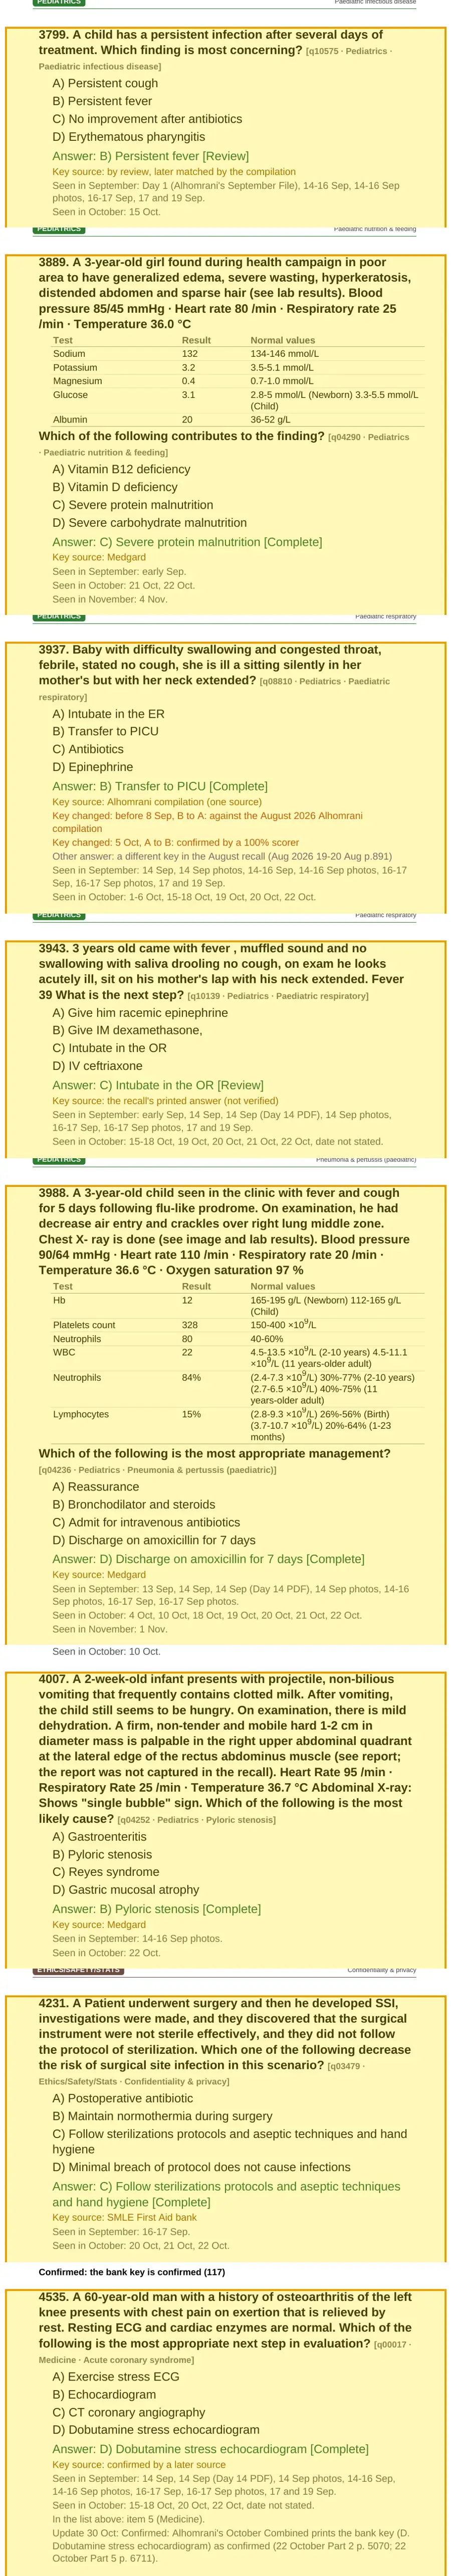 PEDIATRICS
Paediatric infectious disease
3799. A child has a persistent infection after several days of
treatment. Which finding is most concerning? [q10575 · Pediatrics ·
Paediatric infectious disease]
A) Persistent cough
B) Persistent fever
C) No improvement after antibiotics
D) Erythematous pharyngitis
Answer: B) Persistent fever [Review]
Key source: by review, later matched by the compilation
Seen in September: Day 1 (Alhomrani's September File), 14-16 Sep, 14-16 Sep
photos, 16-17 Sep, 17 and 19 Sep.
Seen in October: 15 Oct.
PEDIATRICS
Paediatric nutrition & feeding
3889. A 3-year-old girl found during health campaign in poor
area to have generalized edema, severe wasting, hyperkeratosis,
distended abdomen and sparse hair (see lab results). Blood
pressure 85/45 mmHg · Heart rate 80 /min · Respiratory rate 25
/min · Temperature 36.0 °C
Test Result Normal values
Sodium 132 134-146 mmol/L
Potassium 3.2 3.5-5.1 mmol/L
Magnesium 0.4 0.7-1.0 mmol/L
Glucose 3.1 2.8-5 mmol/L (Newborn) 3.3-5.5 mmol/L
(Child)
Albumin 20 36-52 g/L
Which of the following contributes to the finding? [q04290 · Pediatrics
· Paediatric nutrition & feeding]
A) Vitamin B12 deficiency
B) Vitamin D deficiency
C) Severe protein malnutrition
D) Severe carbohydrate malnutrition
Answer: C) Severe protein malnutrition [Complete]
Key source: Medgard
Seen in September: early Sep.
Seen in October: 21 Oct, 22 Oct.
Seen in November: 4 Nov.
PEDIATRICS
Paediatric respiratory
3937. Baby with difficulty swallowing and congested throat,
febrile, stated no cough, she is ill a sitting silently in her
mother's but with her neck extended? [q08810 · Pediatrics · Paediatric
respiratory]
A) Intubate in the ER
B) Transfer to PICU
C) Antibiotics
D) Epinephrine
Answer: B) Transfer to PICU [Complete]
Key source: Alhomrani compilation (one source)
Key changed: before 8 Sep, B to A: against the August 2026 Alhomrani
compilation
Key changed: 5 Oct, A to B: confirmed by a 100% scorer
Other answer: a different key in the August recall (Aug 2026 19-20 Aug p.891)
Seen in September: 14 Sep, 14 Sep photos, 14-16 Sep, 14-16 Sep photos, 16-17
Sep, 16-17 Sep photos, 17 and 19 Sep.
Seen in October: 1-6 Oct, 15-18 Oct, 19 Oct, 20 Oct, 22 Oct.
PEDIATRICS
Paediatric respiratory
3943. 3 years old came with fever , muffled sound and no
swallowing with saliva drooling no cough, on exam he looks
acutely ill, sit on his mother's lap with his neck extended. Fever
39 What is the next step? [q10139 · Pediatrics · Paediatric respiratory]
A) Give him racemic epinephrine
B) Give IM dexamethasone,
C) Intubate in the OR
D) IV ceftriaxone
Answer: C) Intubate in the OR [Review]
Key source: the recall's printed answer (not verified)
Seen in September: early Sep, 14 Sep, 14 Sep (Day 14 PDF), 14 Sep photos,
16-17 Sep, 16-17 Sep photos, 17 and 19 Sep.
Seen in October: 15-18 Oct, 19 Oct, 20 Oct, 21 Oct, 22 Oct, date not stated.
PEDIATRICS
Pneumonia & pertussis (paediatric)
3988. A 3-year-old child seen in the clinic with fever and cough
for 5 days following flu-like prodrome. On examination, he had
decrease air entry and crackles over right lung middle zone.
Chest X- ray is done (see image and lab results). Blood pressure
90/64 mmHg · Heart rate 110 /min · Respiratory rate 20 /min ·
Temperature 36.6 °C · Oxygen saturation 97 %
Test Result Normal values
Hb 12 165-195 g/L (Newborn) 112-165 g/L
(Child)
Platelets count 328 150-400 ×10⁹/L
Neutrophils 80 40-60%
WBC 22 4.5-13.5 ×10⁹/L (2-10 years) 4.5-11.1
×10⁹/L (11 years-older adult)
Neutrophils 84% (2.4-7.3 ×10⁹/L) 30%-77% (2-10 years)
(2.7-6.5 ×10⁹/L) 40%-75% (11
years-older adult)
Lymphocytes 15% (2.8-9.3 ×10⁹/L) 26%-56% (Birth)
(3.7-10.7 ×10⁹/L) 20%-64% (1-23
months)
Which of the following is the most appropriate management?
[q04236 · Pediatrics · Pneumonia & pertussis (paediatric)]
A) Reassurance
B) Bronchodilator and steroids
C) Admit for intravenous antibiotics
D) Discharge on amoxicillin for 7 days
Answer: D) Discharge on amoxicillin for 7 days [Complete]
Key source: Medgard
Seen in September: 13 Sep, 14 Sep, 14 Sep (Day 14 PDF), 14 Sep photos, 14-16
Sep photos, 16-17 Sep, 16-17 Sep photos.
Seen in October: 4 Oct, 10 Oct, 18 Oct, 19 Oct, 20 Oct, 21 Oct, 22 Oct.
Seen in November: 1 Nov.
Seen in October: 10 Oct.
4007. A 2-week-old infant presents with projectile, non-bilious
vomiting that frequently contains clotted milk. After vomiting,
the child still seems to be hungry. On examination, there is mild
dehydration. A firm, non-tender and mobile hard 1-2 cm in
diameter mass is palpable in the right upper abdominal quadrant
at the lateral edge of the rectus abdominus muscle (see report;
the report was not captured in the recall). Heart Rate 95 /min ·
Respiratory Rate 25 /min · Temperature 36.7 °C Abdominal X-ray:
Shows "single bubble" sign. Which of the following is the most
likely cause? [q04252 · Pediatrics · Pyloric stenosis]
A) Gastroenteritis
B) Pyloric stenosis
C) Reyes syndrome
D) Gastric mucosal atrophy
Answer: B) Pyloric stenosis [Complete]
Key source: Medgard
Seen in September: 14-16 Sep photos.
Seen in October: 22 Oct.
ETHICS/SAFETY/STATS
Confidentiality & privacy
4231. A Patient underwent surgery and then he developed SSI,
investigations were made, and they discovered that the surgical
instrument were not sterile effectively, and they did not follow
the protocol of sterilization. Which one of the following decrease
the risk of surgical site infection in this scenario? [q03479 ·
Ethics/Safety/Stats · Confidentiality & privacy]
A) Postoperative antibiotic
B) Maintain normothermia during surgery
C) Follow sterilizations protocols and aseptic techniques and hand
hygiene
D) Minimal breach of protocol does not cause infections
Answer: C) Follow sterilizations protocols and aseptic techniques
and hand hygiene [Complete]
Key source: SMLE First Aid bank
Seen in September: 16-17 Sep.
Seen in October: 20 Oct, 21 Oct, 22 Oct.
Confirmed: the bank key is confirmed (117)
4535. A 60-year-old man with a history of osteoarthritis of the left
knee presents with chest pain on exertion that is relieved by
rest. Resting ECG and cardiac enzymes are normal. Which of the
following is the most appropriate next step in evaluation? [q00017 ·
Medicine · Acute coronary syndrome]
A) Exercise stress ECG
B) Echocardiogram
C) CT coronary angiography
D) Dobutamine stress echocardiogram
Answer: D) Dobutamine stress echocardiogram [Complete]
Key source: confirmed by a later source
Seen in September: 14 Sep, 14 Sep (Day 14 PDF), 14 Sep photos, 14-16 Sep,
14-16 Sep photos, 16-17 Sep, 16-17 Sep photos, 17 and 19 Sep.
Seen in October: 15-18 Oct, 20 Oct, 22 Oct, date not stated.
In the list above: item 5 (Medicine).
Update 30 Oct: Confirmed: Alhomrani's October Combined prints the bank key (D.
Dobutamine stress echocardiogram) as confirmed (22 October Part 2 p. 5070; 22
October Part 5 p. 6711).